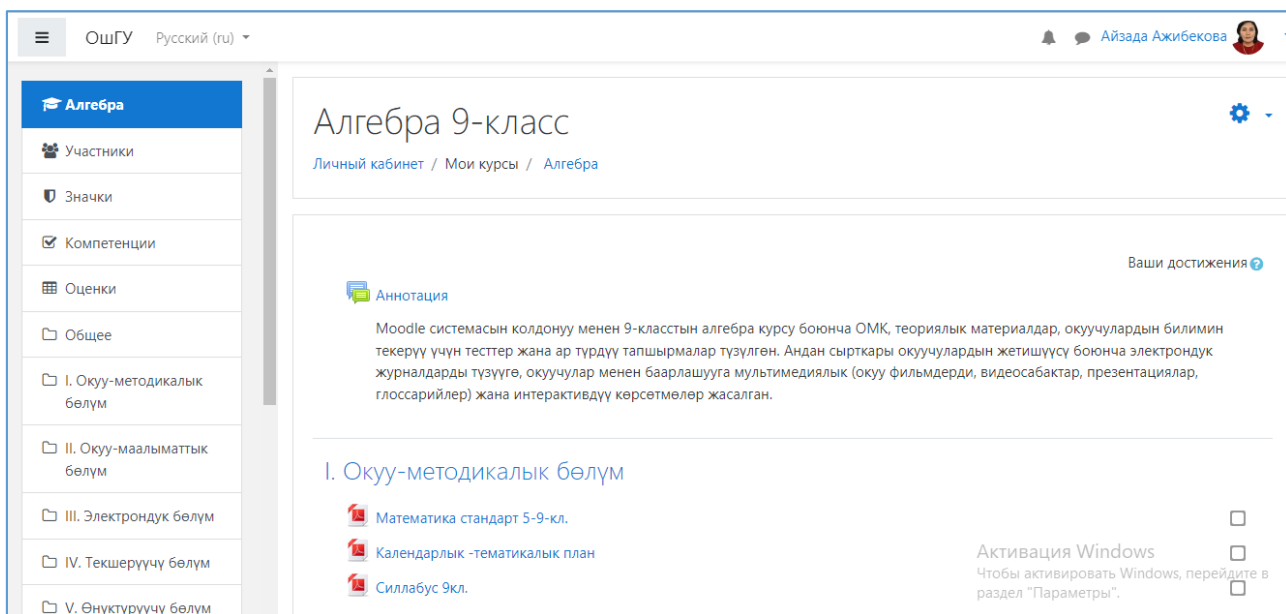 ОшГУ Русский (ru)
Айзада Ажибекова
Алгебра
Участники
Значки
Компетенции
Оценки
Общее
I. Окуу-методикалык
бөлүм
II. Окуу-маалыматтык
бөлүм
III. Электрондук бөлүм
IV. Текшерүүчү бөлүм
V. Өнүктүрүүчү бөлүм
Алгебра 9-класс
Личный кабинет / Мои курсы / Алгебра
Ваши достижения
Аннотация
Moodle системасын колдонуу менен 9-класстын алгебра курсу боюнча ОМК, теориялык материалдар, окуучулардын билимин
текерүү үчүн тесттер жана ар түрдүү тапшырмалар түзүлгөн. Андан сырткары окуучулардын жетишүүсү боюнча электрондук
журналдарды түзүүгө, окуучулар менен баарлашууга мультимедиялык (окуу фильмдерди, видеосабактар, презентациялар,
глоссарийлер) жана интерактивдүү көрсөтмөлөр жасалган.
I. Окуу-методикалык бөлүм
Математика стандарт 5-9-кл.
Календарлык -тематикалык план
Силлабус 9кл.
Активация Windows
Чтобы активировать Windows, перейдите в
раздел "Параметры".